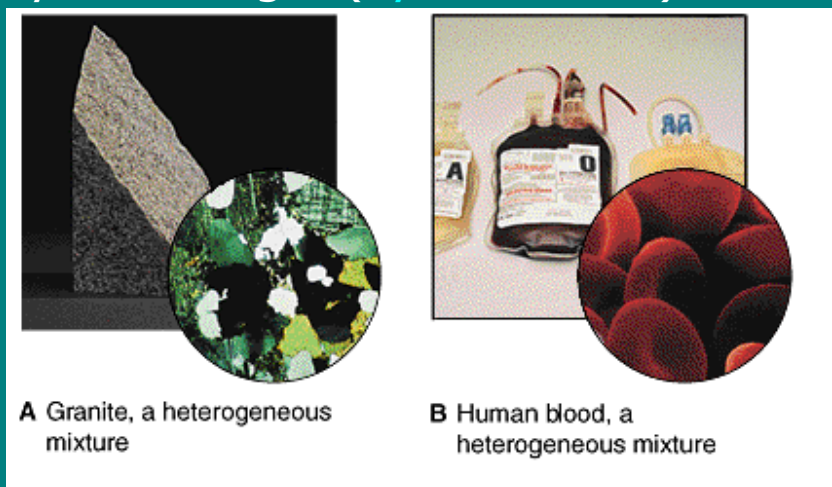 A
O
A Granite, a heterogeneous
mixture
B Human blood, a
heterogeneous mixture